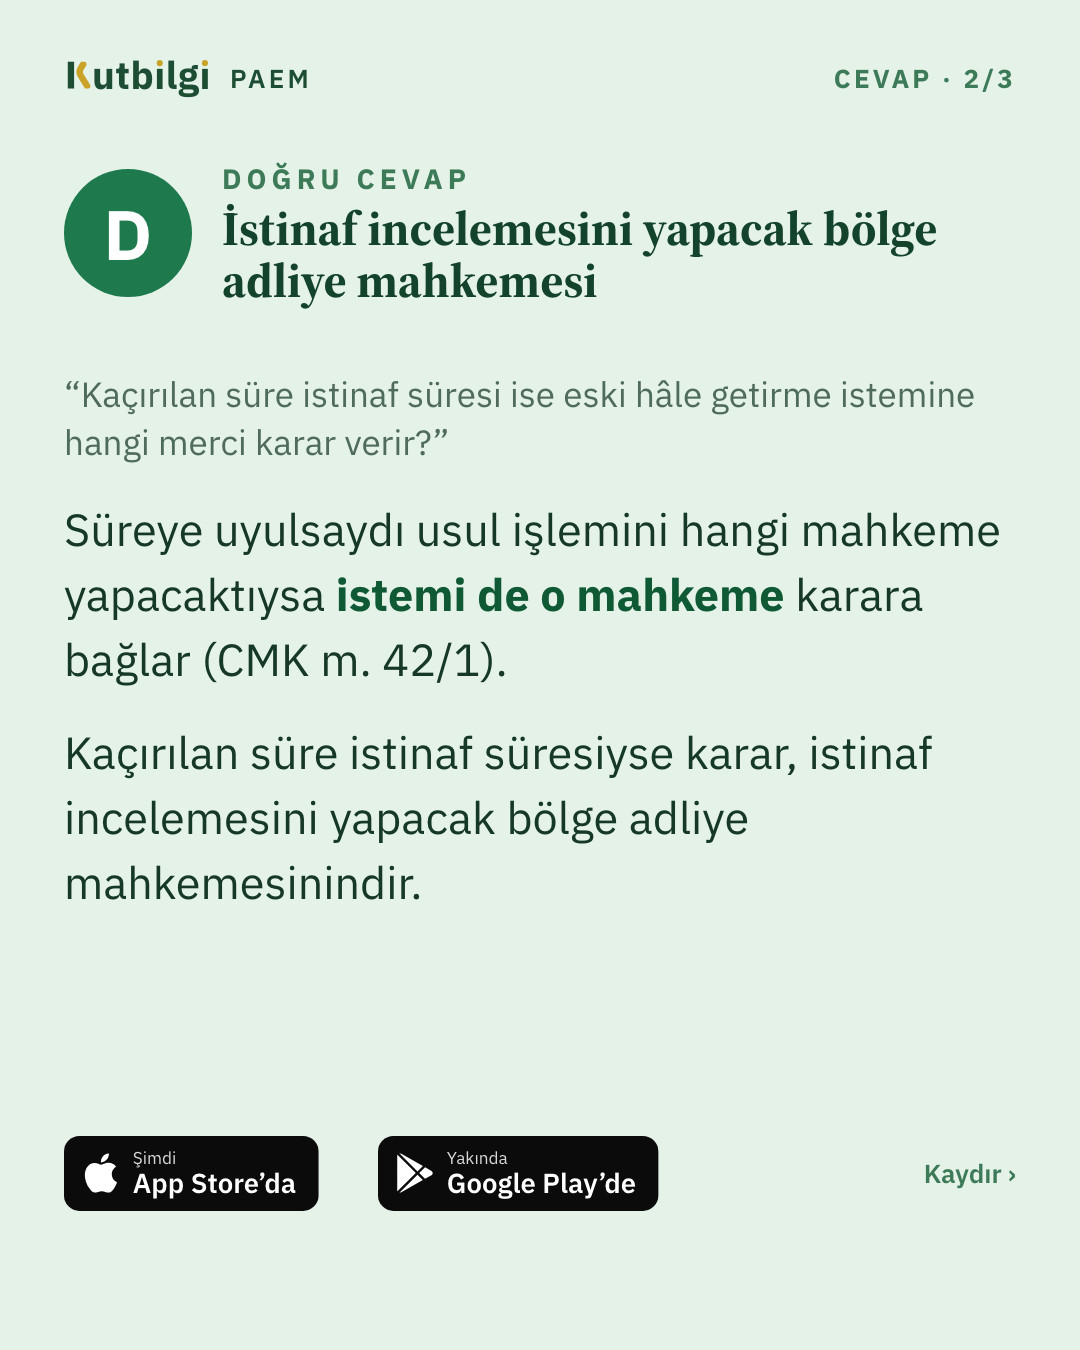 Kutbilgi PAEM
CEVAP · 2/3
D
DOĞRU CEVAP
İstinaf incelemesini yapacak bölge
adliye mahkemesi
“Kaçırılan süre istinaf süresi ise eski hâle getirme istemine
hangi merci karar verir?”
Süreye uyulsaydı usul işlemini hangi mahkeme
yapacaktıysa istemi de o mahkeme karara
bağlar (CMK m. 42/1).
Kaçırılan süre istinaf süresiyse karar, istinaf
incelemesini yapacak bölge adliye
mahkemesinindir.
Şimdi
App Store’da
Yakında
Google Play’de
Kaydır ›